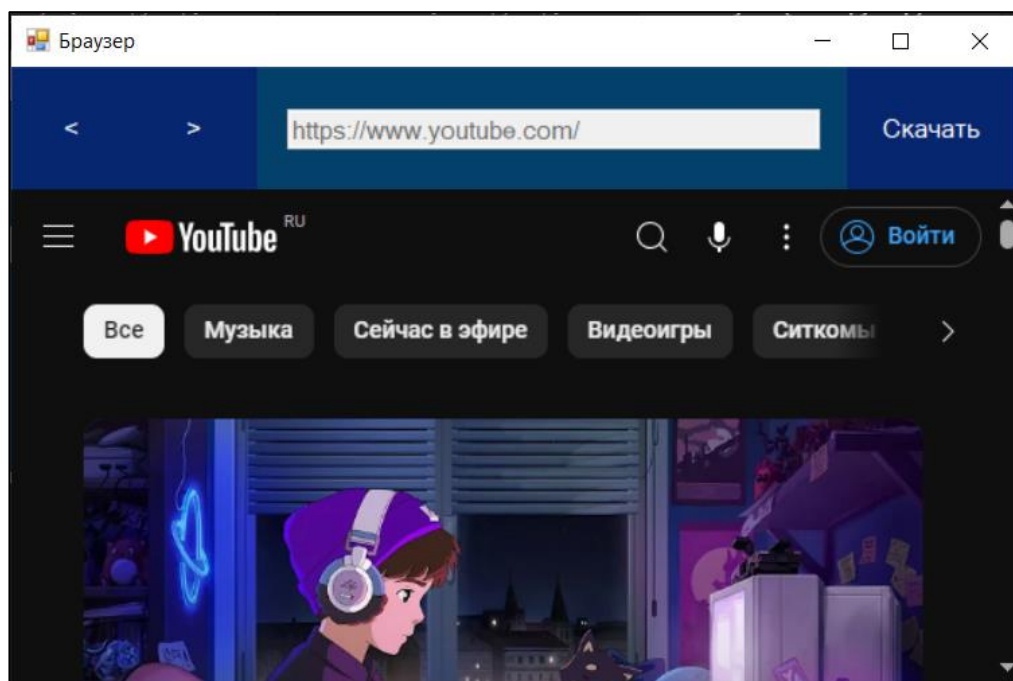 Браузер
< > https://www.youtube.com/ Скачать
YouTube RU Войти
Все Музыка Сейчас в эфире Видеоигры Ситкомы